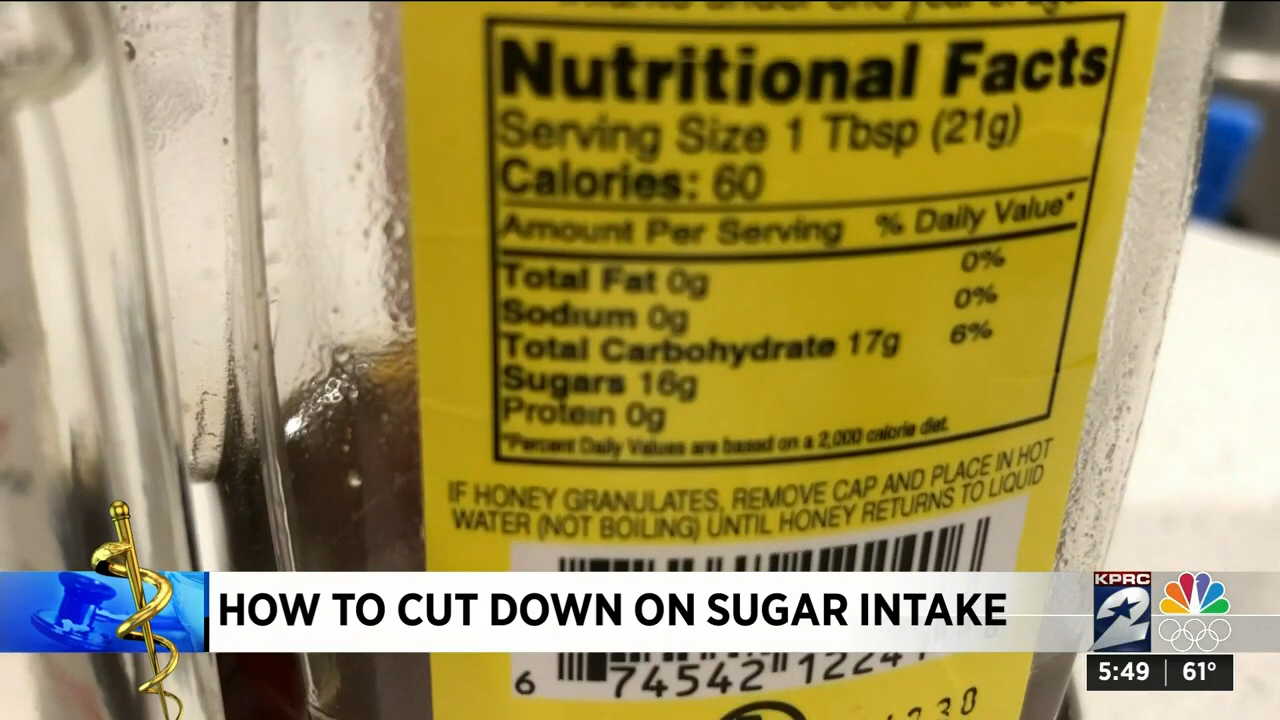 Nutritional Facts
Serving Size 1 Tbsp (21g)
Calories: 60
Amount Per Serving % Daily Value*
Total Fat 0g 0%
Sodium 0g 0%
Total Carbohydrate 17g 6%
Sugars 16g
Protein 0g
*Percent Daily Values are based on a 2,000 calorie diet.
IF HONEY GRANULATES, REMOVE CAP AND PLACE IN HOT
WATER (NOT BOILING) UNTIL HONEY RETURNS TO LIQUID
HOW TO CUT DOWN ON SUGAR INTAKE
KPRC
2
5:49 61°
6 74542 1224